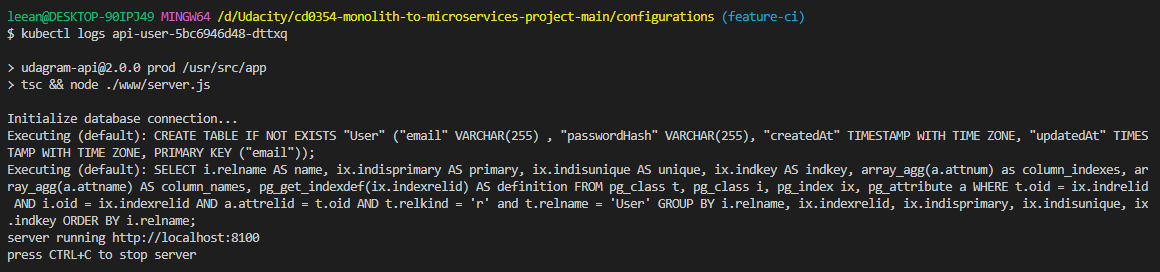 leean@DESKTOP-90IPJ49 MINGW64 /d/Udacity/cd0354-monolith-to-microservices-project-main/configurations (feature-ci)
$ kubectl logs api-user-5bc6946d48-dttxq
> udagram-api@2.0.0 prod /usr/src/app
> tsc && node ./www/server.js
Initialize database connection...
Executing (default): CREATE TABLE IF NOT EXISTS "User" ("email" VARCHAR(255) , "passwordHash" VARCHAR(255), "createdAt" TIMESTAMP WITH TIME ZONE, "updatedAt" TIMES
TAMP WITH TIME ZONE, PRIMARY KEY ("email"));
Executing (default): SELECT i.relname AS name, ix.indisprimary AS primary, ix.indisunique AS unique, ix.indkey AS indkey, array_agg(a.attnum) as column_indexes, ar
ray_agg(a.attname) AS column_names, pg_get_indexdef(ix.indexrelid) AS definition FROM pg_class t, pg_class i, pg_index ix, pg_attribute a WHERE t.oid = ix.indrelid
 AND i.oid = ix.indexrelid AND a.attrelid = t.oid AND t.relkind = 'r' and t.relname = 'User' GROUP BY i.relname, ix.indexrelid, ix.indisprimary, ix.indisunique, ix
.indkey ORDER BY i.relname;
server running http://localhost:8100
press CTRL+C to stop server